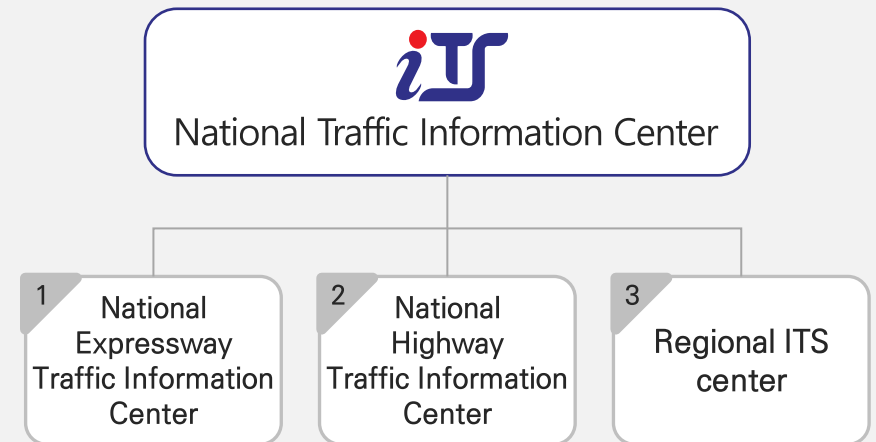 iTS
National Traffic Information Center
1
National
Expressway
Traffic Information
Center
2
National
Highway
Traffic Information
Center
3
Regional ITS
center